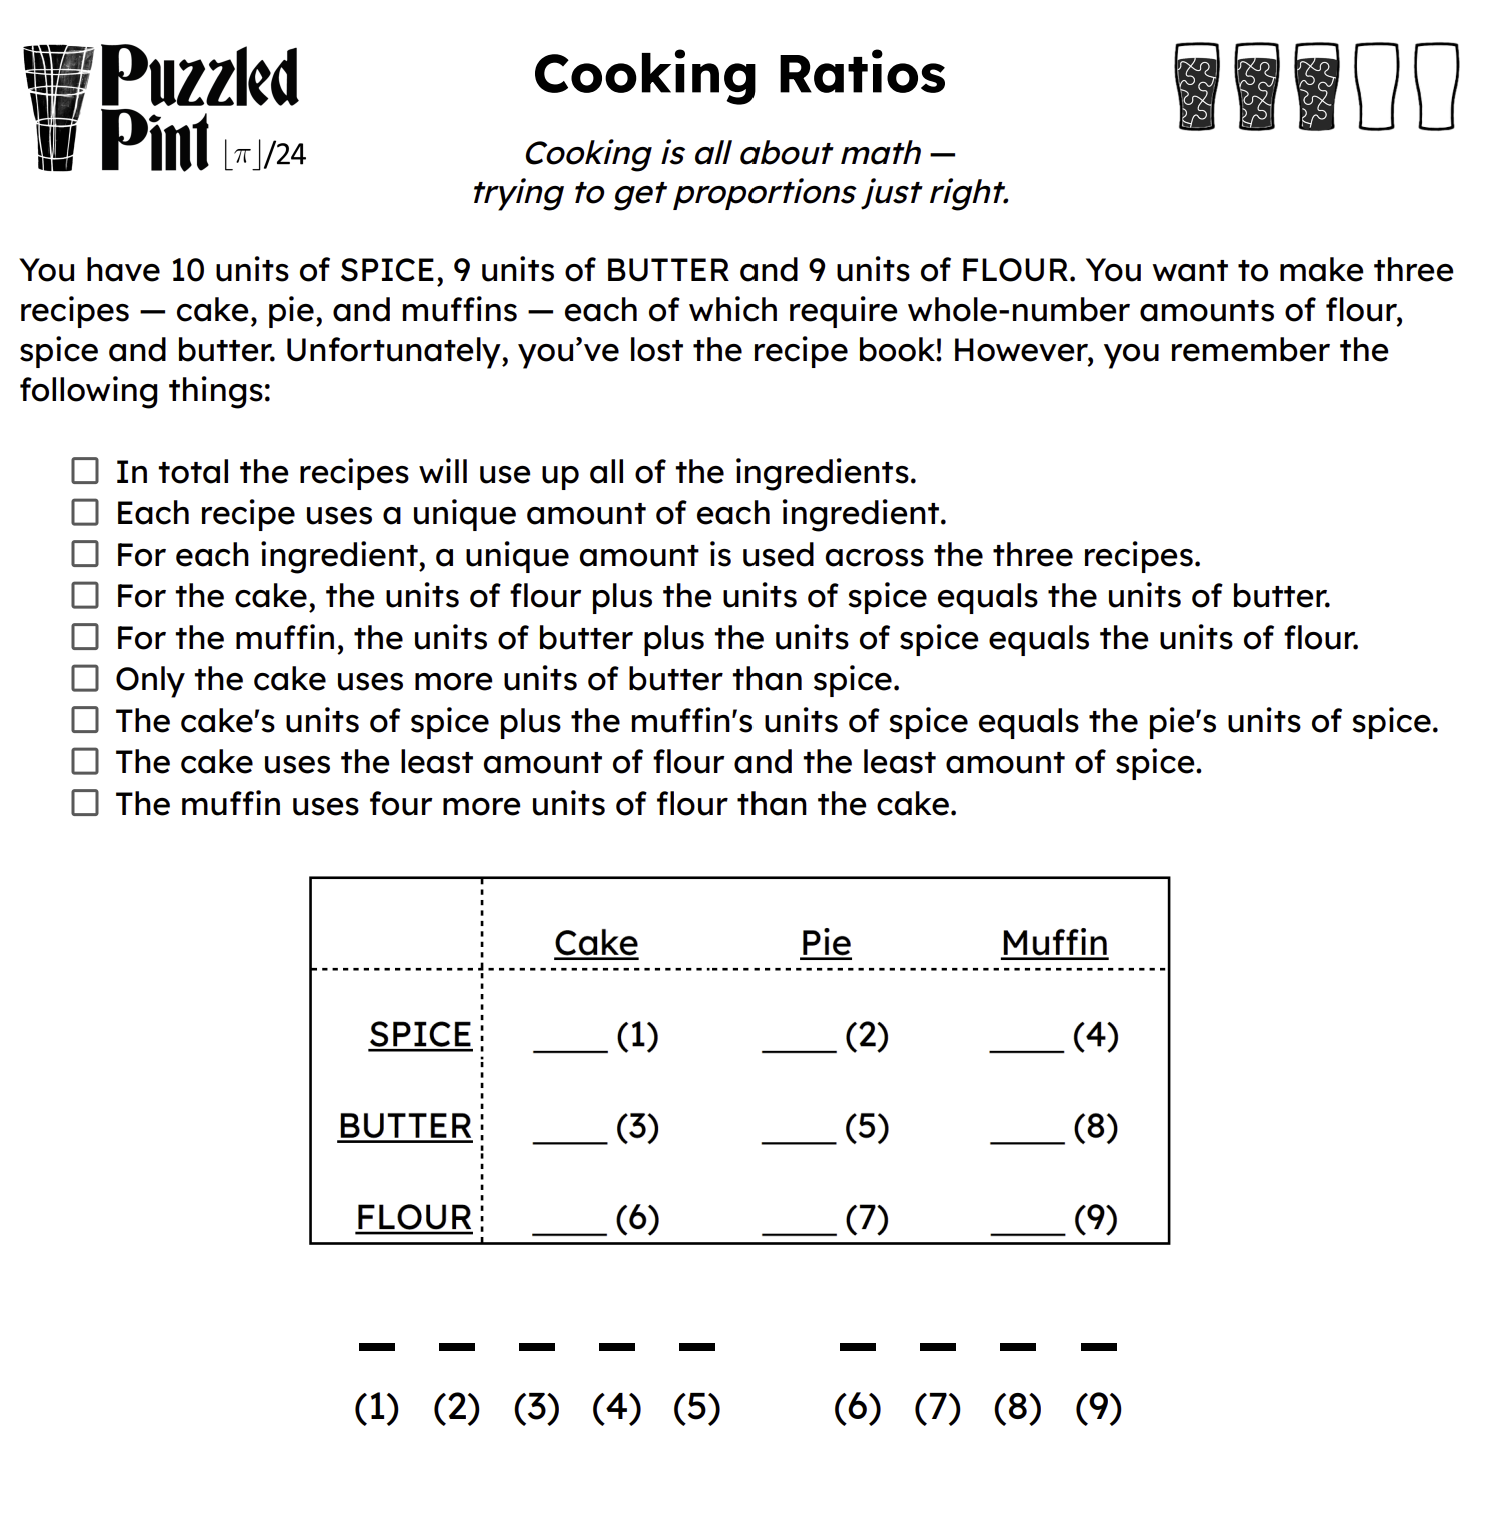 Puzzled
Pint ⌊π⌋/24
Cooking Ratios
Cooking is all about math —
trying to get proportions just right.
You have 10 units of SPICE, 9 units of BUTTER and 9 units of FLOUR. You want to make three
recipes — cake, pie, and muffins — each of which require whole-number amounts of flour,
spice and butter. Unfortunately, you’ve lost the recipe book! However, you remember the
following things:
In total the recipes will use up all of the ingredients.
Each recipe uses a unique amount of each ingredient.
For each ingredient, a unique amount is used across the three recipes.
For the cake, the units of flour plus the units of spice equals the units of butter.
For the muffin, the units of butter plus the units of spice equals the units of flour.
Only the cake uses more units of butter than spice.
The cake's units of spice plus the muffin's units of spice equals the pie's units of spice.
The cake uses the least amount of flour and the least amount of spice.
The muffin uses four more units of flour than the cake.
Cake Pie Muffin
SPICE ____ (1) ____ (2) ____ (4)
BUTTER ____ (3) ____ (5) ____ (8)
FLOUR ____ (6) ____ (7) ____ (9)
(1) (2) (3) (4) (5) (6) (7) (8) (9)